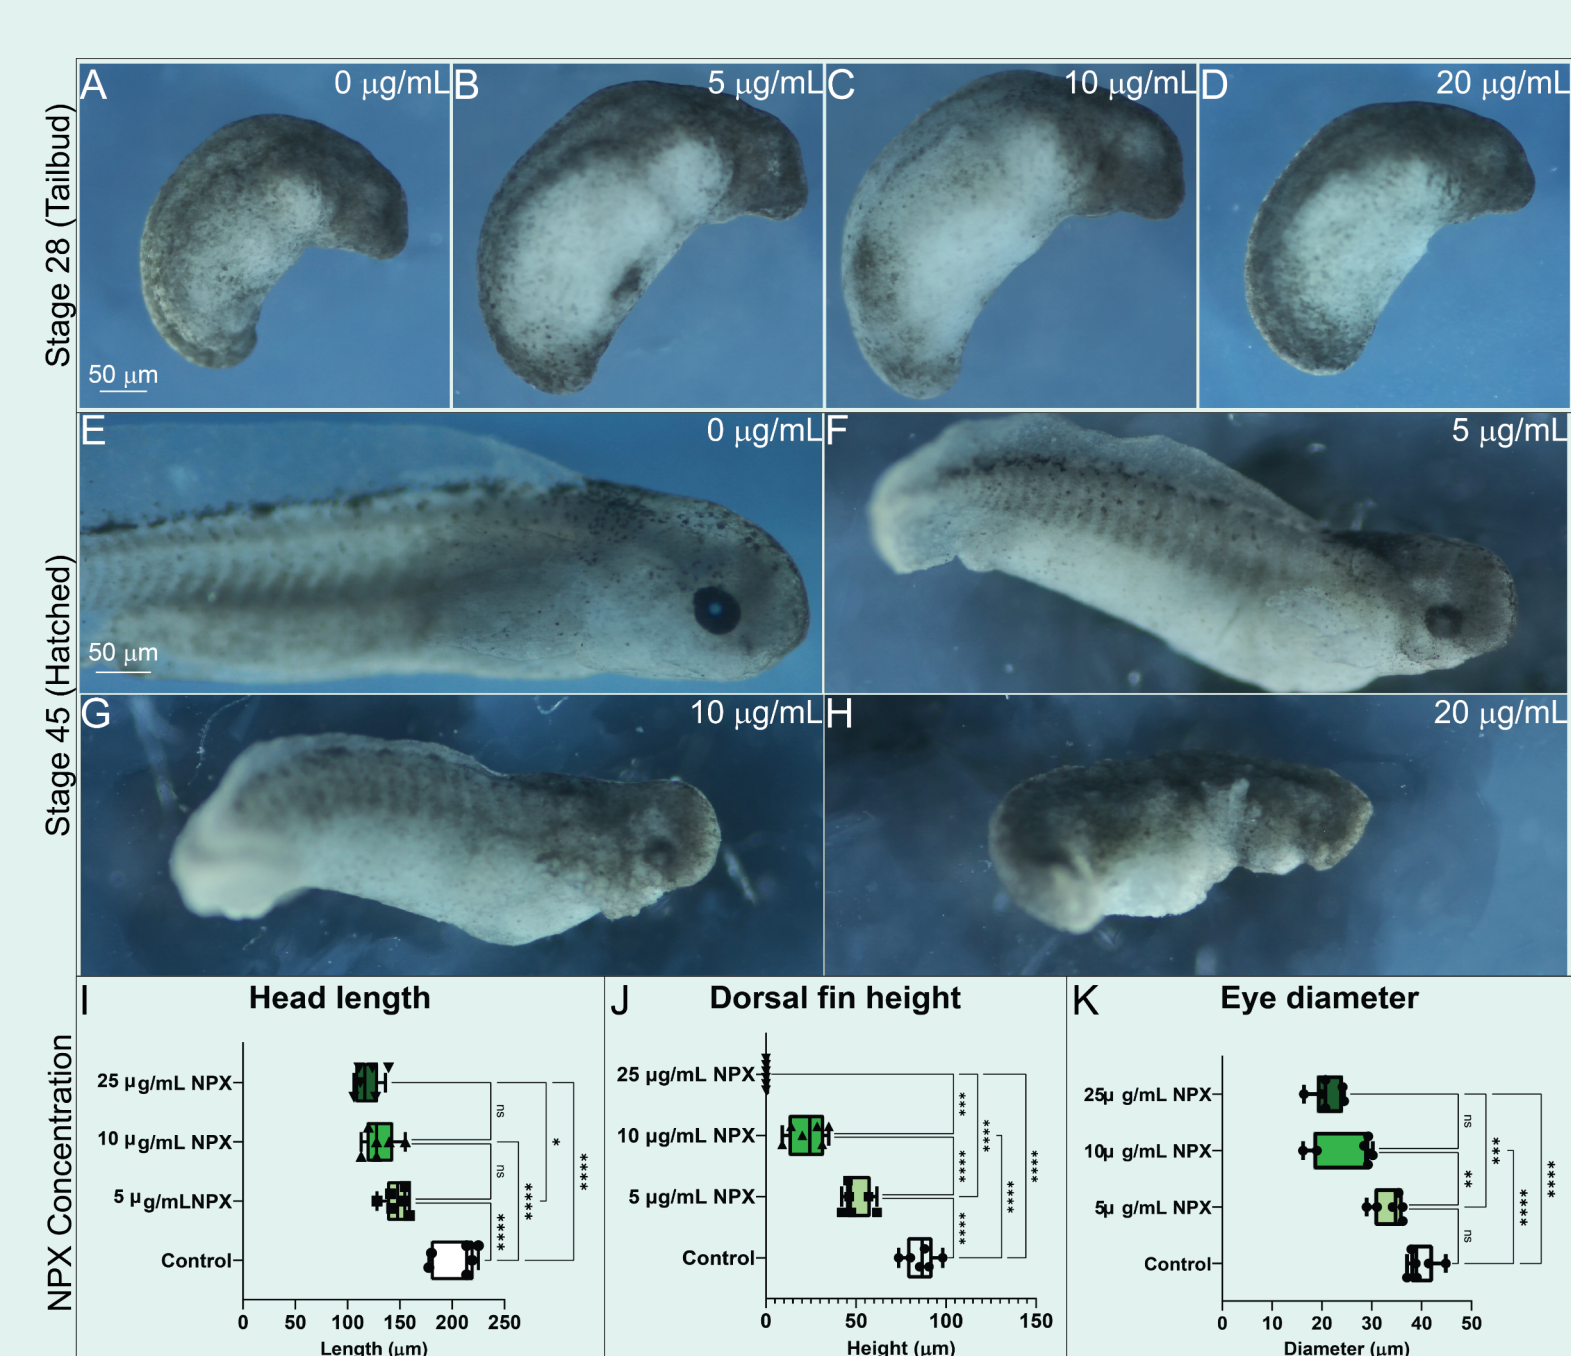 A 0 μg/mL B 5 μg/mL C 10 μg/mL D 20 μg/mL
Stage 28 (Tailbud)
50 μm
E 0 μg/mL F 5 μg/mL
50 μm
Stage 45 (Hatched)
G 10 μg/mL H 20 μg/mL
I Head length
NPX Concentration
25 μg/mL NPX
10 μg/mL NPX
5 μg/mLNPX
Control
ns
ns
****
****
*
****
0 50 100 150 200 250
Length (μm)
J Dorsal fin height
25 μg/mL NPX
10 μg/mL NPX
5 μg/mL NPX
Control
***
****
****
****
****
****
0 50 100 150
Height (μm)
K Eye diameter
25μ g/mL NPX
10μ g/mL NPX
5μ g/mL NPX
Control
ns
**
ns
***
****
****
0 10 20 30 40 50
Diameter (μm)